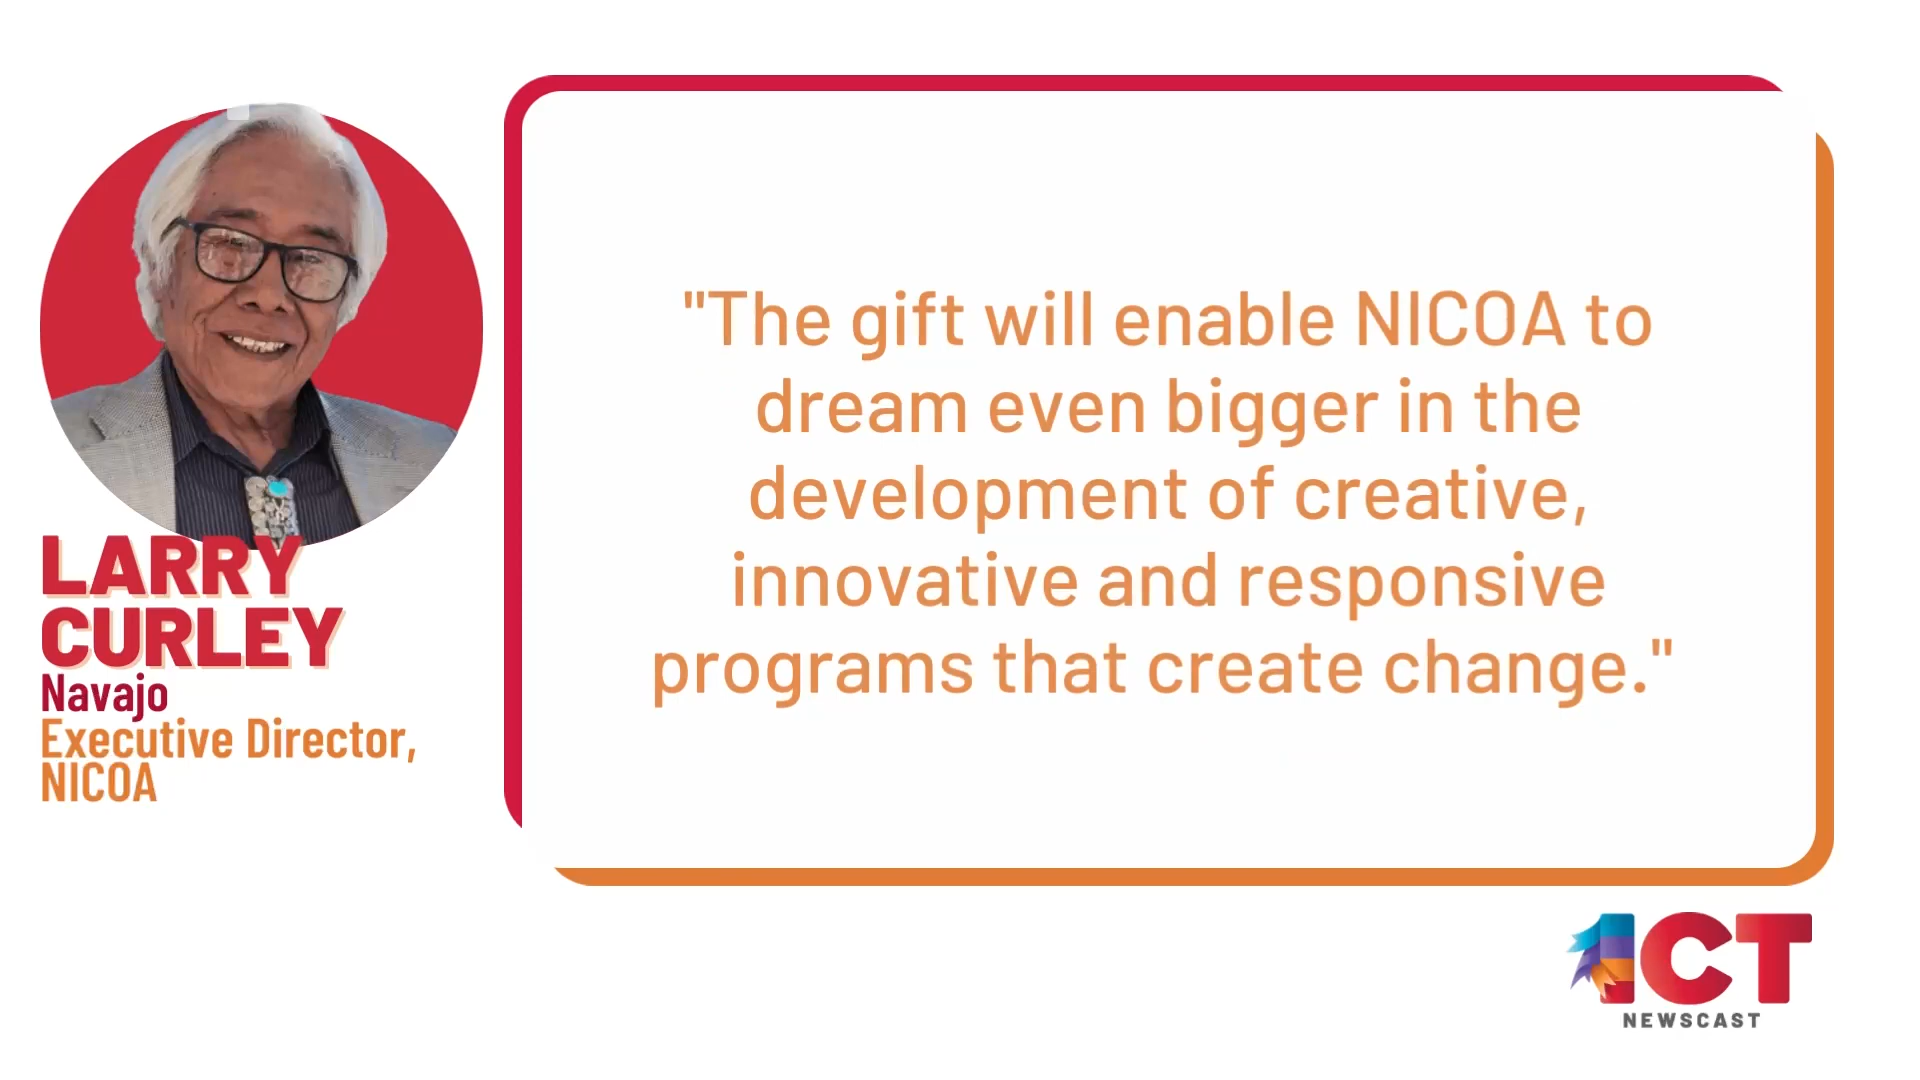 LARRY
CURLEY
Navajo
Executive Director,
NICOA
"The gift will enable NICOA to
dream even bigger in the
development of creative,
innovative and responsive
programs that create change."
ICT
NEWSCAST